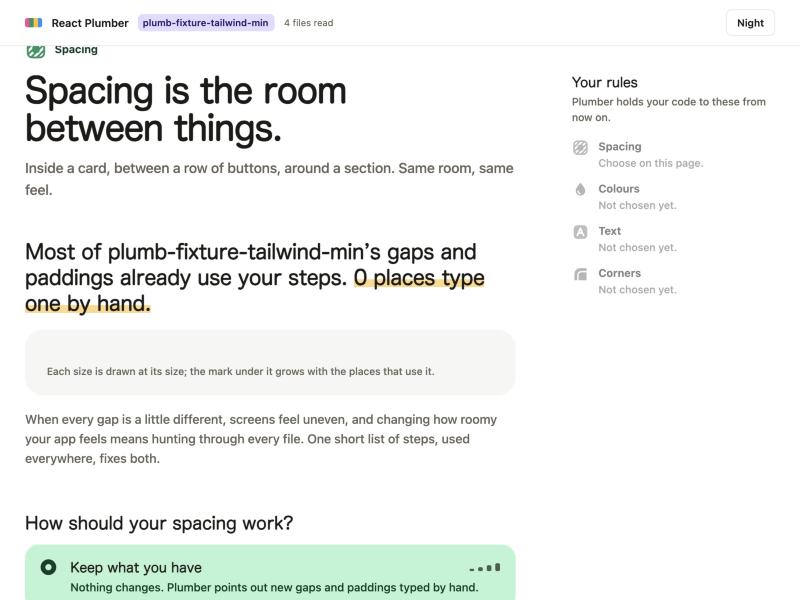 React Plumber
plumb-fixture-tailwind-min
4 files read
Night
Spacing
Spacing is the room
between things.
Inside a card, between a row of buttons, around a section. Same room, same
feel.
Most of plumb-fixture-tailwind-min’s gaps and
paddings already use your steps. 0 places type
one by hand.
Each size is drawn at its size; the mark under it grows with the places that use it.
When every gap is a little different, screens feel uneven, and changing how roomy
your app feels means hunting through every file. One short list of steps, used
everywhere, fixes both.
How should your spacing work?
Keep what you have
Nothing changes. Plumber points out new gaps and paddings typed by hand.
Your rules
Plumber holds your code to these from
now on.
Spacing
Choose on this page.
Colours
Not chosen yet.
A
Text
Not chosen yet.
Corners
Not chosen yet.